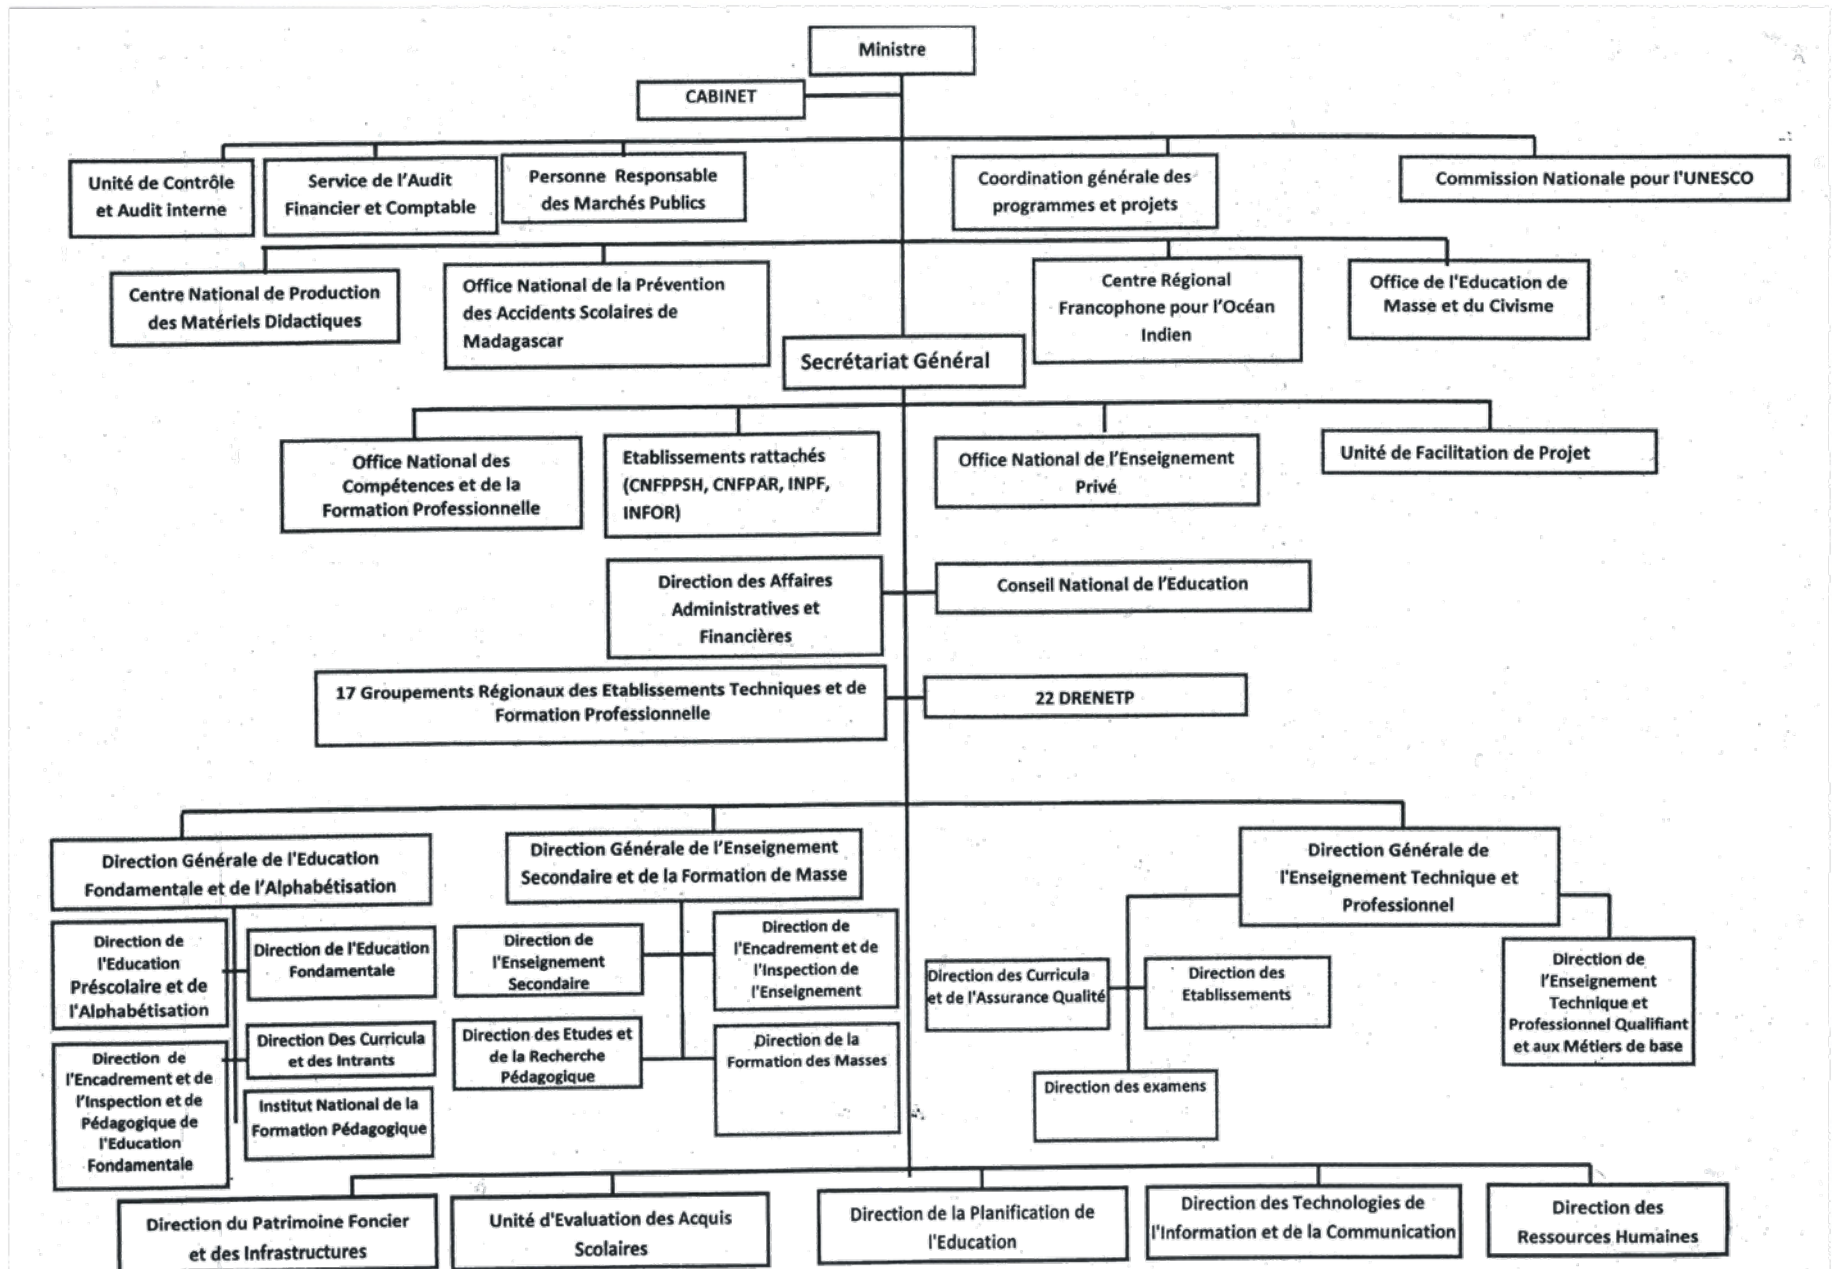 Ministre
CABINET
Unité de Contrôle
et Audit interne
Service de l'Audit
Financier et Comptable
Personne Responsable
des Marchés Publics
Coordination générale des
programmes et projets
Commission Nationale pour l'UNESCO
Centre National de Production
des Matériels Didactiques
Office National de la Prévention
des Accidents Scolaires de
Madagascar
Centre Régional
Francophone pour l'Océan
Indien
Office de l'Education de
Masse et du Civisme
Secrétariat Général
Office National des
Compétences et de la
Formation Professionnelle
Etablissements rattachés
(CNFPPSH, CNFPAR, INPF,
INFOR)
Office National de l'Enseignement
Privé
Unité de Facilitation de Projet
Direction des Affaires
Administratives et
Financières
Conseil National de l'Education
17 Groupements Régionaux des Etablissements Techniques et de
Formation Professionnelle
22 DRENETP
Direction Générale de l'Education
Fondamentale et de l'Alphabétisation
Direction Générale de l'Enseignement
Secondaire et de la Formation de Masse
Direction Générale de
l'Enseignement Technique et
Professionnel
Direction de
l'Education
Préscolaire et de
l'Alphabétisation
Direction de l'Education
Fondamentale
Direction de
l'Enseignement
Secondaire
Direction de
l'Encadrement et de
l'Inspection de
l'Enseignement
Direction des Curricula
et de l'Assurance Qualité
Direction des
Etablissements
Direction de
l'Enseignement
Technique et
Professionnel Qualifiant
et aux Métiers de base
Direction de
l'Encadrement et de
l'Inspection et de
Pédagogique de
l'Education
Fondamentale
Direction Des Curricula
et des Intrants
Institut National de la
Formation Pédagogique
Direction des Etudes et
de la Recherche
Pédagogique
Direction de la
Formation des Masses
Direction des examens
Direction du Patrimoine Foncier
et des Infrastructures
Unité d'Evaluation des Acquis
Scolaires
Direction de la Planification de
l'Education
Direction des Technologies de
l'Information et de la Communication
Direction des
Ressources Humaines